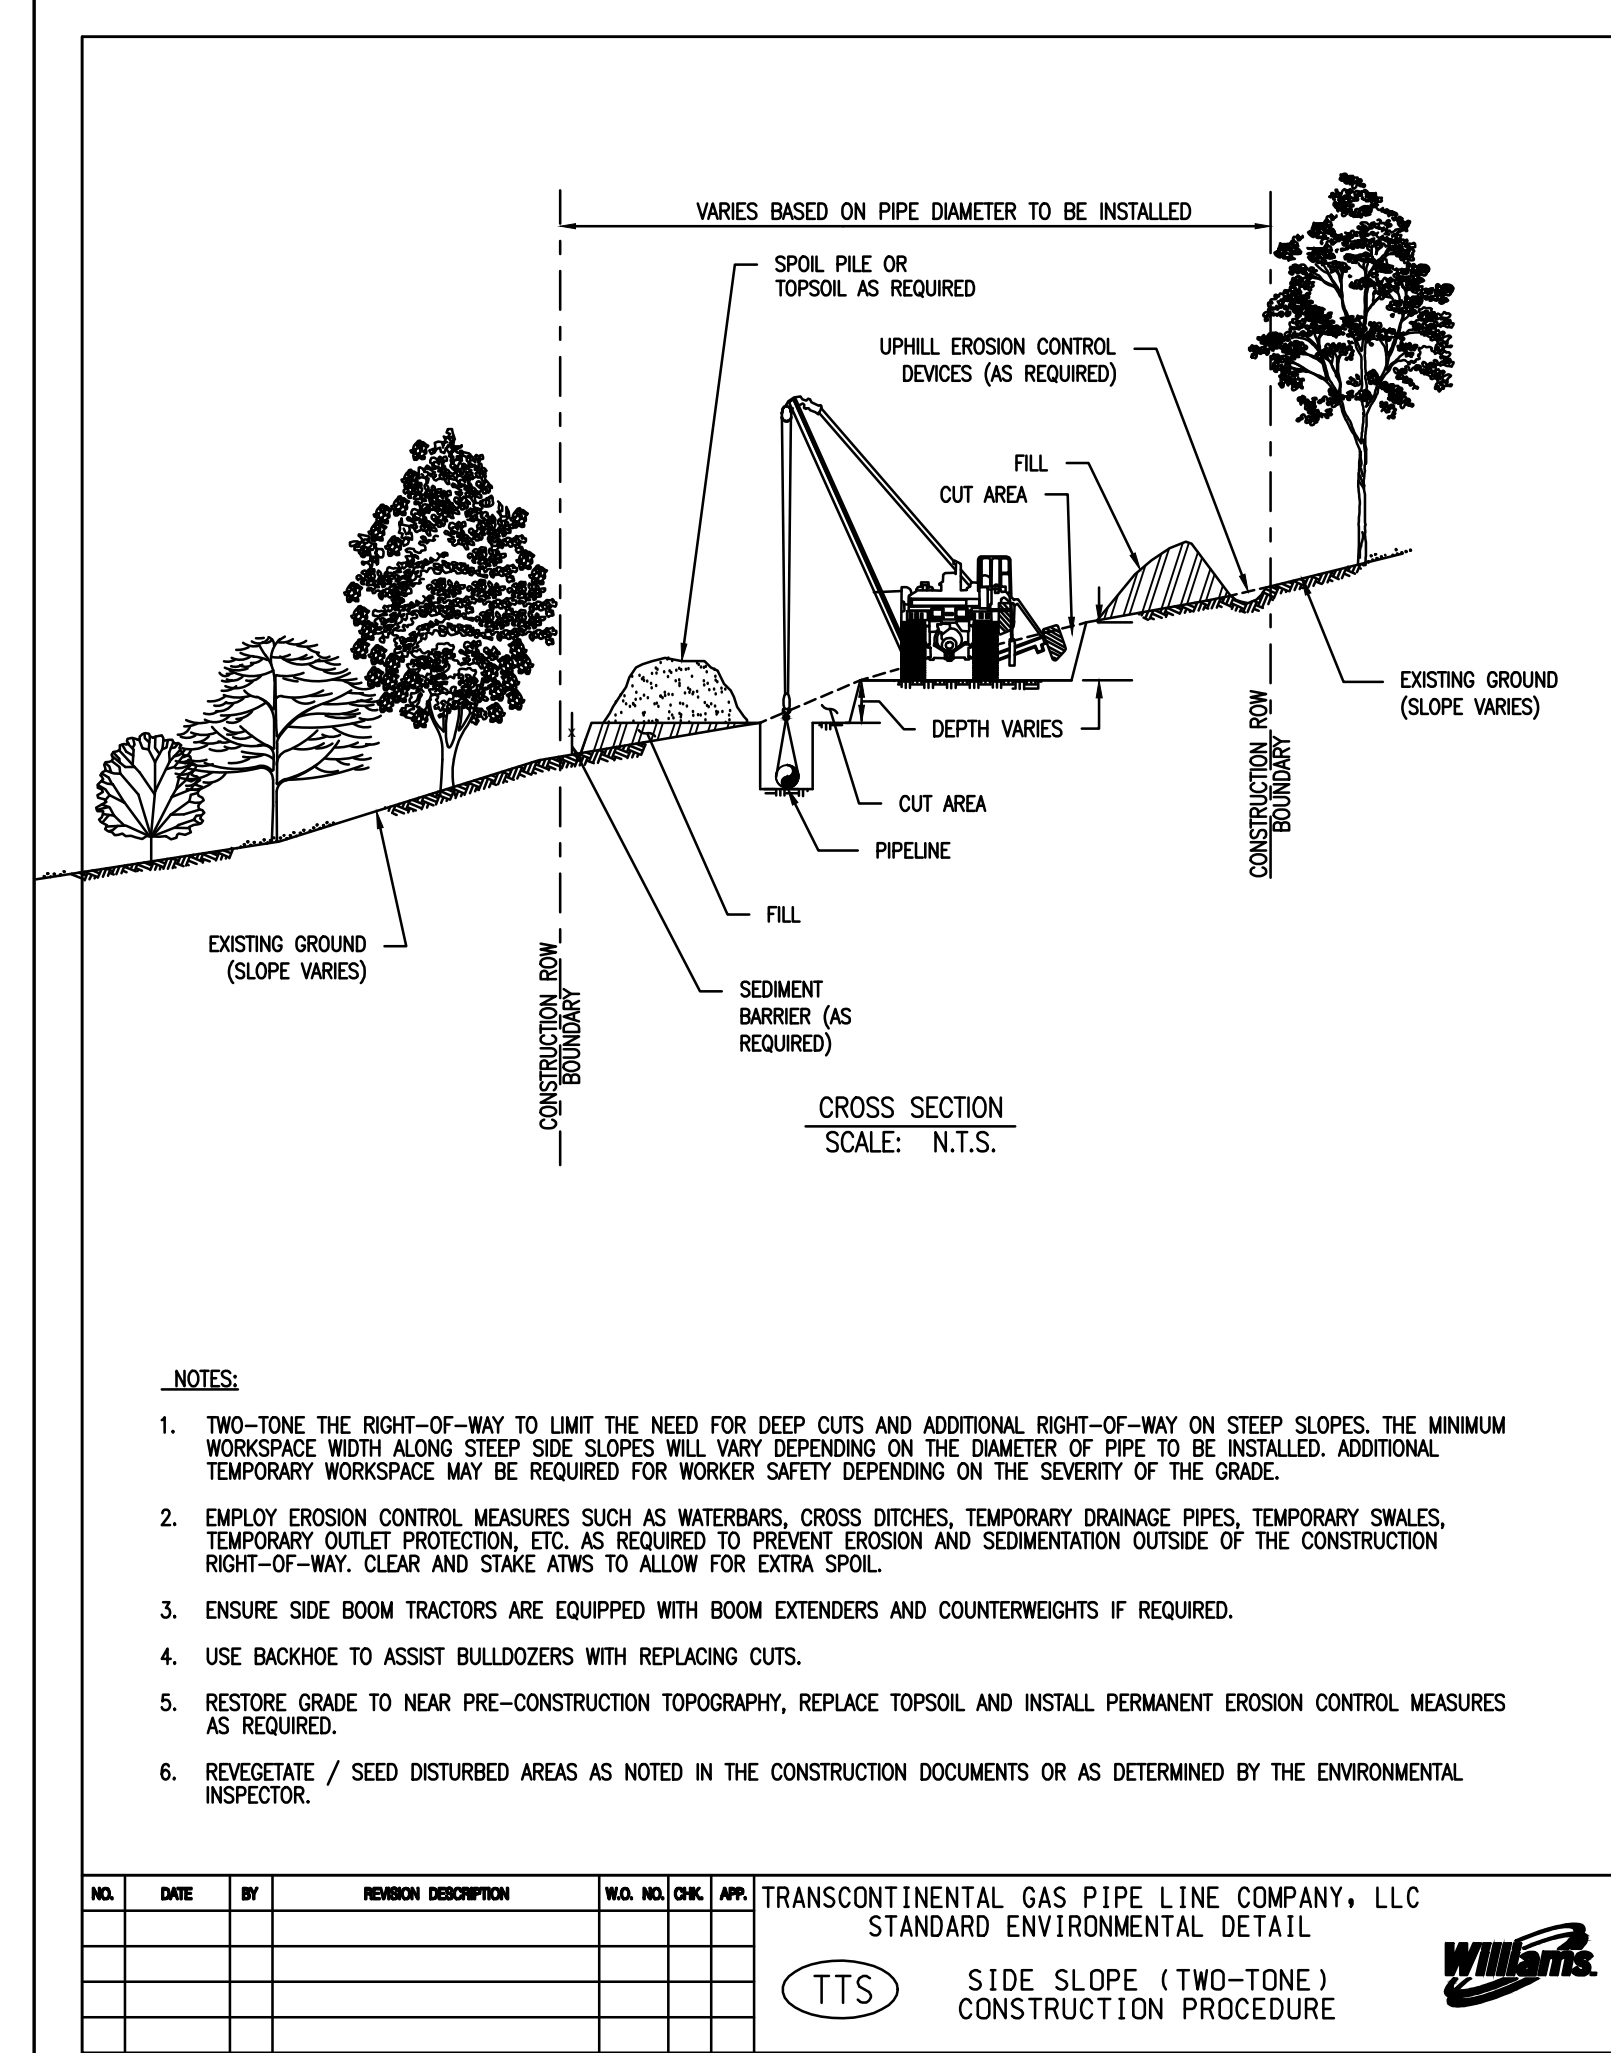 VARIES BASED ON PIPE DIAMETER TO BE INSTALLED
SPOIL PILE OR
TOPSOIL AS REQUIRED
UPHILL EROSION CONTROL
DEVICES (AS REQUIRED)
FILL
CUT AREA
EXISTING GROUND
(SLOPE VARIES)
DEPTH VARIES
CONSTRUCTION ROW
BOUNDARY
CUT AREA
PIPELINE
FILL
EXISTING GROUND
(SLOPE VARIES)
CONSTRUCTION ROW
BOUNDARY
SEDIMENT
BARRIER (AS
REQUIRED)
CROSS SECTION
SCALE: N.T.S.
NOTES:
1. TWO-TONE THE RIGHT-OF-WAY TO LIMIT THE NEED FOR DEEP CUTS AND ADDITIONAL RIGHT-OF-WAY ON STEEP SLOPES. THE MINIMUM
WORKSPACE WIDTH ALONG STEEP SIDE SLOPES WILL VARY DEPENDING ON THE DIAMETER OF PIPE TO BE INSTALLED. ADDITIONAL
TEMPORARY WORKSPACE MAY BE REQUIRED FOR WORKER SAFETY DEPENDING ON THE SEVERITY OF THE GRADE.
2. EMPLOY EROSION CONTROL MEASURES SUCH AS WATERBARS, CROSS DITCHES, TEMPORARY DRAINAGE PIPES, TEMPORARY SWALES,
TEMPORARY OUTLET PROTECTION, ETC. AS REQUIRED TO PREVENT EROSION AND SEDIMENTATION OUTSIDE OF THE CONSTRUCTION
RIGHT-OF-WAY. CLEAR AND STAKE ATWS TO ALLOW FOR EXTRA SPOIL.
3. ENSURE SIDE BOOM TRACTORS ARE EQUIPPED WITH BOOM EXTENDERS AND COUNTERWEIGHTS IF REQUIRED.
4. USE BACKHOE TO ASSIST BULLDOZERS WITH REPLACING CUTS.
5. RESTORE GRADE TO NEAR PRE-CONSTRUCTION TOPOGRAPHY, REPLACE TOPSOIL AND INSTALL PERMANENT EROSION CONTROL MEASURES
AS REQUIRED.
6. REVEGETATE / SEED DISTURBED AREAS AS NOTED IN THE CONSTRUCTION DOCUMENTS OR AS DETERMINED BY THE ENVIRONMENTAL
INSPECTOR.
NO. DATE BY REVISION DESCRIPTION W.O. NO. CHK. APP.
TRANSCONTINENTAL GAS PIPE LINE COMPANY, LLC
STANDARD ENVIRONMENTAL DETAIL
TTS
SIDE SLOPE (TWO-TONE)
CONSTRUCTION PROCEDURE
Williams.